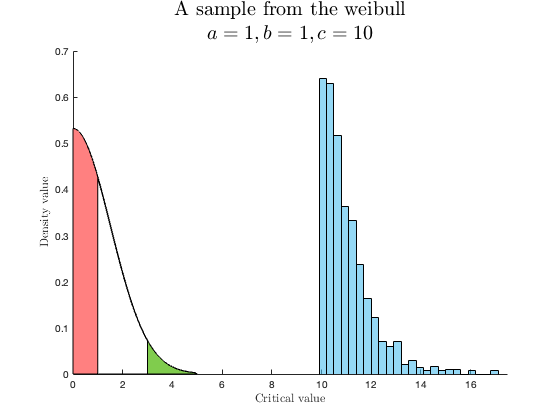 A sample from the weibull
a = 1, b = 1, c = 10
0.7
0.6
0.5
0.4
0.3
0.2
0.1
0
Density value
0 2 4 6 8 10 12 14 16
Critical value